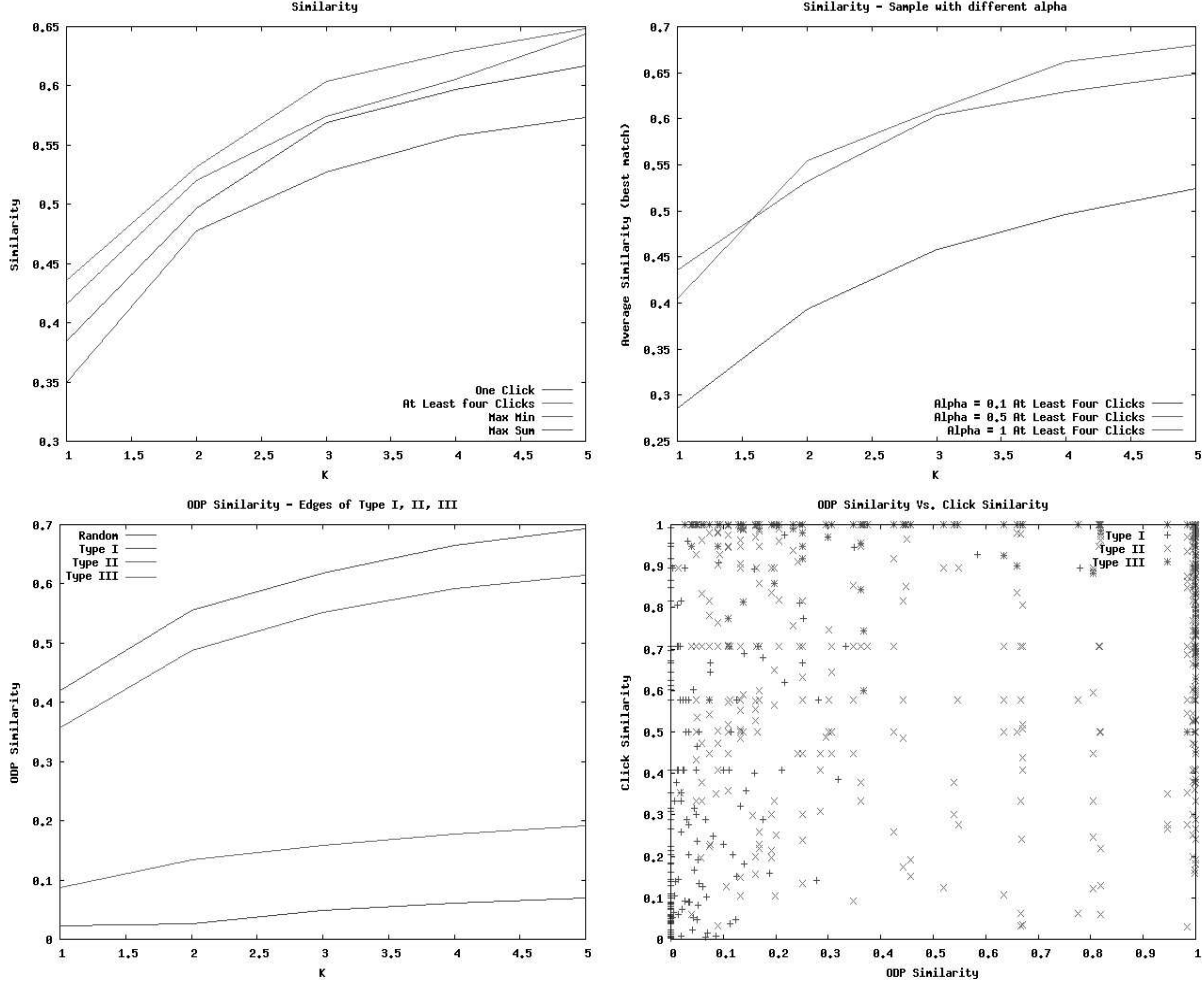 Similarity
0.65
0.6
0.55
0.5
0.45
0.4
0.35
0.3
Similarity
One Click
At Least four Clicks
Max Min
Max Sum
1 1.5 2 2.5 3 3.5 4 4.5 5
K
Similarity - Sample with different alpha
0.7
0.65
0.6
0.55
0.5
0.45
0.4
0.35
0.3
0.25
Average Similarity (best match)
Alpha = 0.1 At Least Four Clicks
Alpha = 0.5 At Least Four Clicks
Alpha = 1 At Least Four Clicks
1 1.5 2 2.5 3 3.5 4 4.5 5
K
ODP Similarity - Edges of Type I, II, III
0.7
0.6
0.5
0.4
0.3
0.2
0.1
0
ODP Similarity
Random
Type I
Type II
Type III
1 1.5 2 2.5 3 3.5 4 4.5 5
K
ODP Similarity Vs. Click Similarity
1
0.9
0.8
0.7
0.6
0.5
0.4
0.3
0.2
0.1
0
Click Similarity
Type I
Type II
Type III
0 0.1 0.2 0.3 0.4 0.5 0.6 0.7 0.8 0.9 1
ODP Similarity